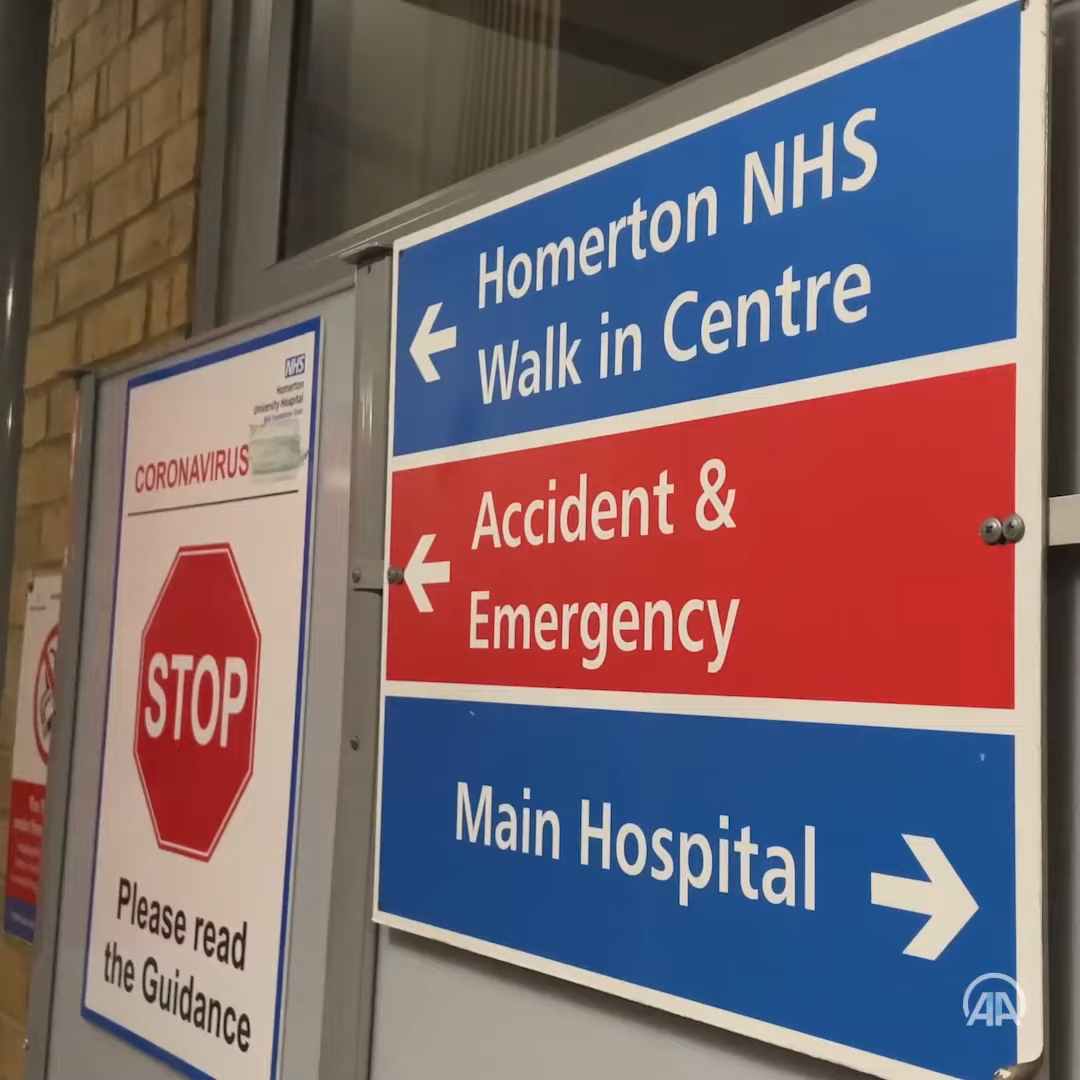 Homerton NHS
Walk in Centre
Accident &
Emergency
Main Hospital
NHS
Homerton
University Hospital
CORONAVIRUS
STOP
Please read
the Guidance
AA